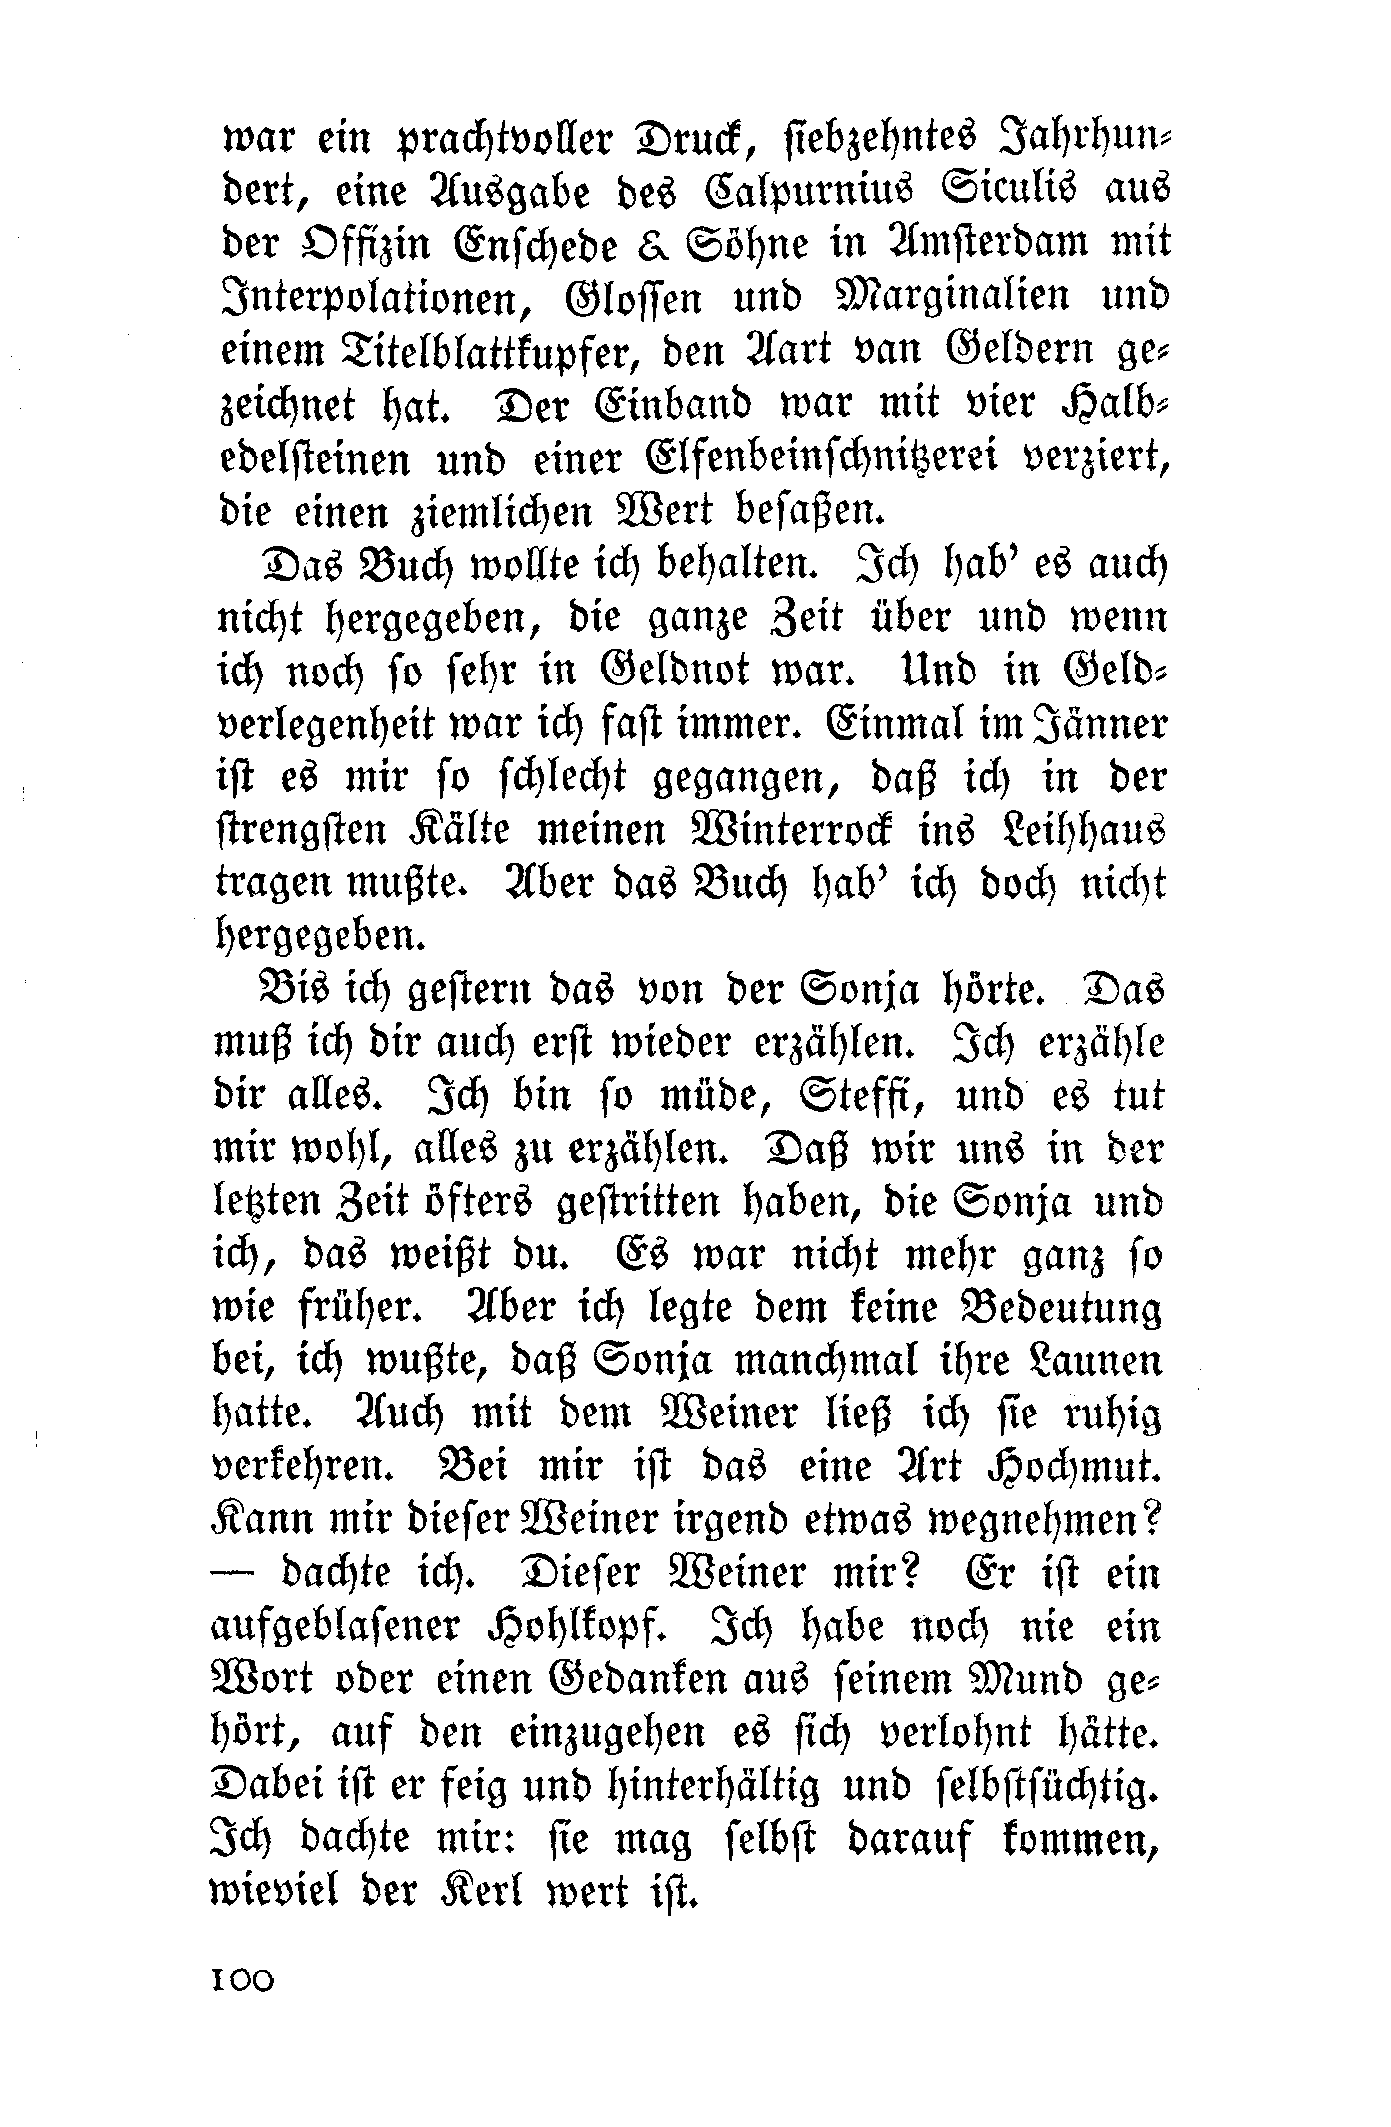 war ein prachtvoller Druck, siebzehntes Jahrhun-
dert, eine Ausgabe des Calpurnius Siculis aus
der Offizin Enschede & Söhne in Amsterdam mit
Interpolationen, Glossen und Marginalien und
einem Titelblattkupfer, den Aart van Geldern ge-
zeichnet hat. Der Einband war mit vier Halb-
edelsteinen und einer Elfenbeinschnitzerei verziert,
die einen ziemlichen Wert besaßen.
Das Buch wollte ich behalten. Ich hab' es auch
nicht hergegeben, die ganze Zeit über und wenn
ich noch so sehr in Geldnot war. Und in Geld-
verlegenheit war ich fast immer. Einmal im Jänner
ist es mir so schlecht gegangen, daß ich in der
strengsten Kälte meinen Winterrock ins Leihhaus
tragen mußte. Aber das Buch hab' ich doch nicht
hergegeben.
Bis ich gestern das von der Sonja hörte. Das
muß ich dir auch erst wieder erzählen. Ich erzähle
dir alles. Ich bin so müde, Steffi, und es tut
mir wohl, alles zu erzählen. Daß wir uns in der
letzten Zeit öfters gestritten haben, die Sonja und
ich, das weißt du. Es war nicht mehr ganz so
wie früher. Aber ich legte dem keine Bedeutung
bei, ich wußte, daß Sonja manchmal ihre Launen
hatte. Auch mit dem Weiner ließ ich sie ruhig
verkehren. Bei mir ist das eine Art Hochmut.
Kann mir dieser Weiner irgend etwas wegnehmen?
— dachte ich. Dieser Weiner mir? Er ist ein
aufgeblasener Hohlkopf. Ich habe noch nie ein
Wort oder einen Gedanken aus seinem Mund ge-
hört, auf den einzugehen es sich verlohnt hätte.
Dabei ist er feig und hinterhältig und selbstsüchtig.
Ich dachte mir: sie mag selbst darauf kommen,
wieviel der Kerl wert ist.
100